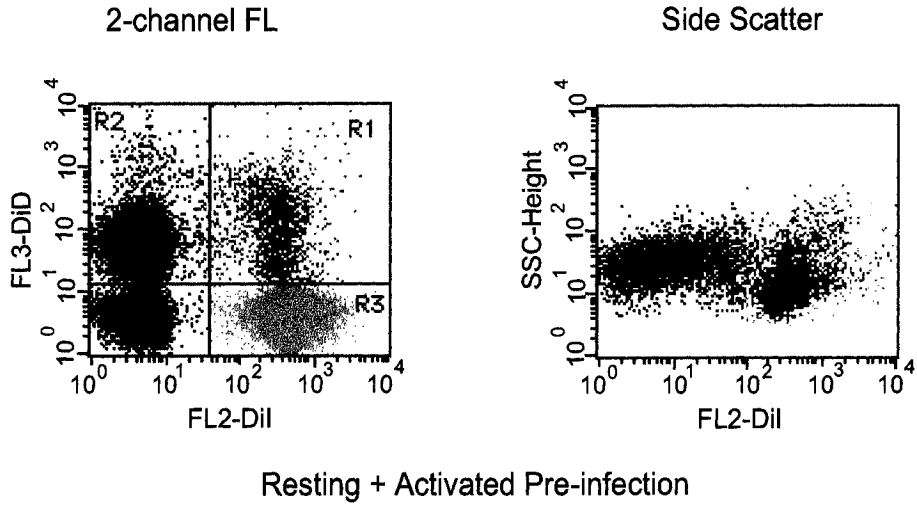 2-channel FL
Side Scatter
R2
R1
R3
10^4
10^3
10^2
10^1
10^0
FL3-DiD
10^0 10^1 10^2 10^3 10^4
FL2-DiI
10^4
10^3
10^2
10^1
10^0
SSC-Height
10^0 10^1 10^2 10^3 10^4
FL2-DiI
Resting + Activated Pre-infection